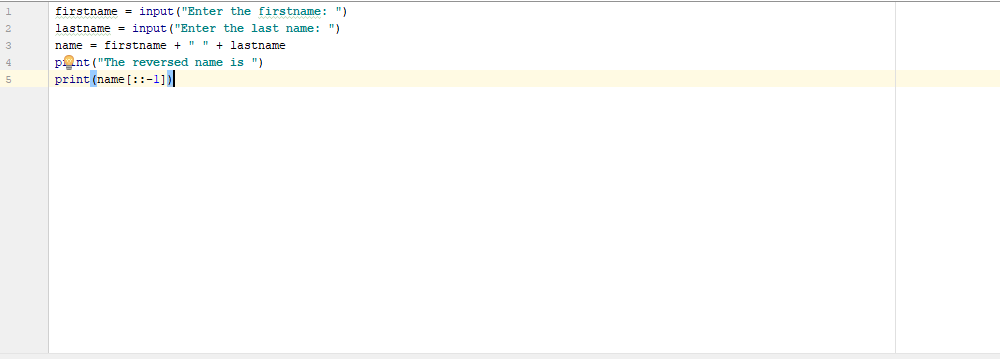 1 firstname = input("Enter the firstname: ")
2 lastname = input("Enter the last name: ")
3 name = firstname + " " + lastname
4 print("The reversed name is ")
5 print(name[::-1])